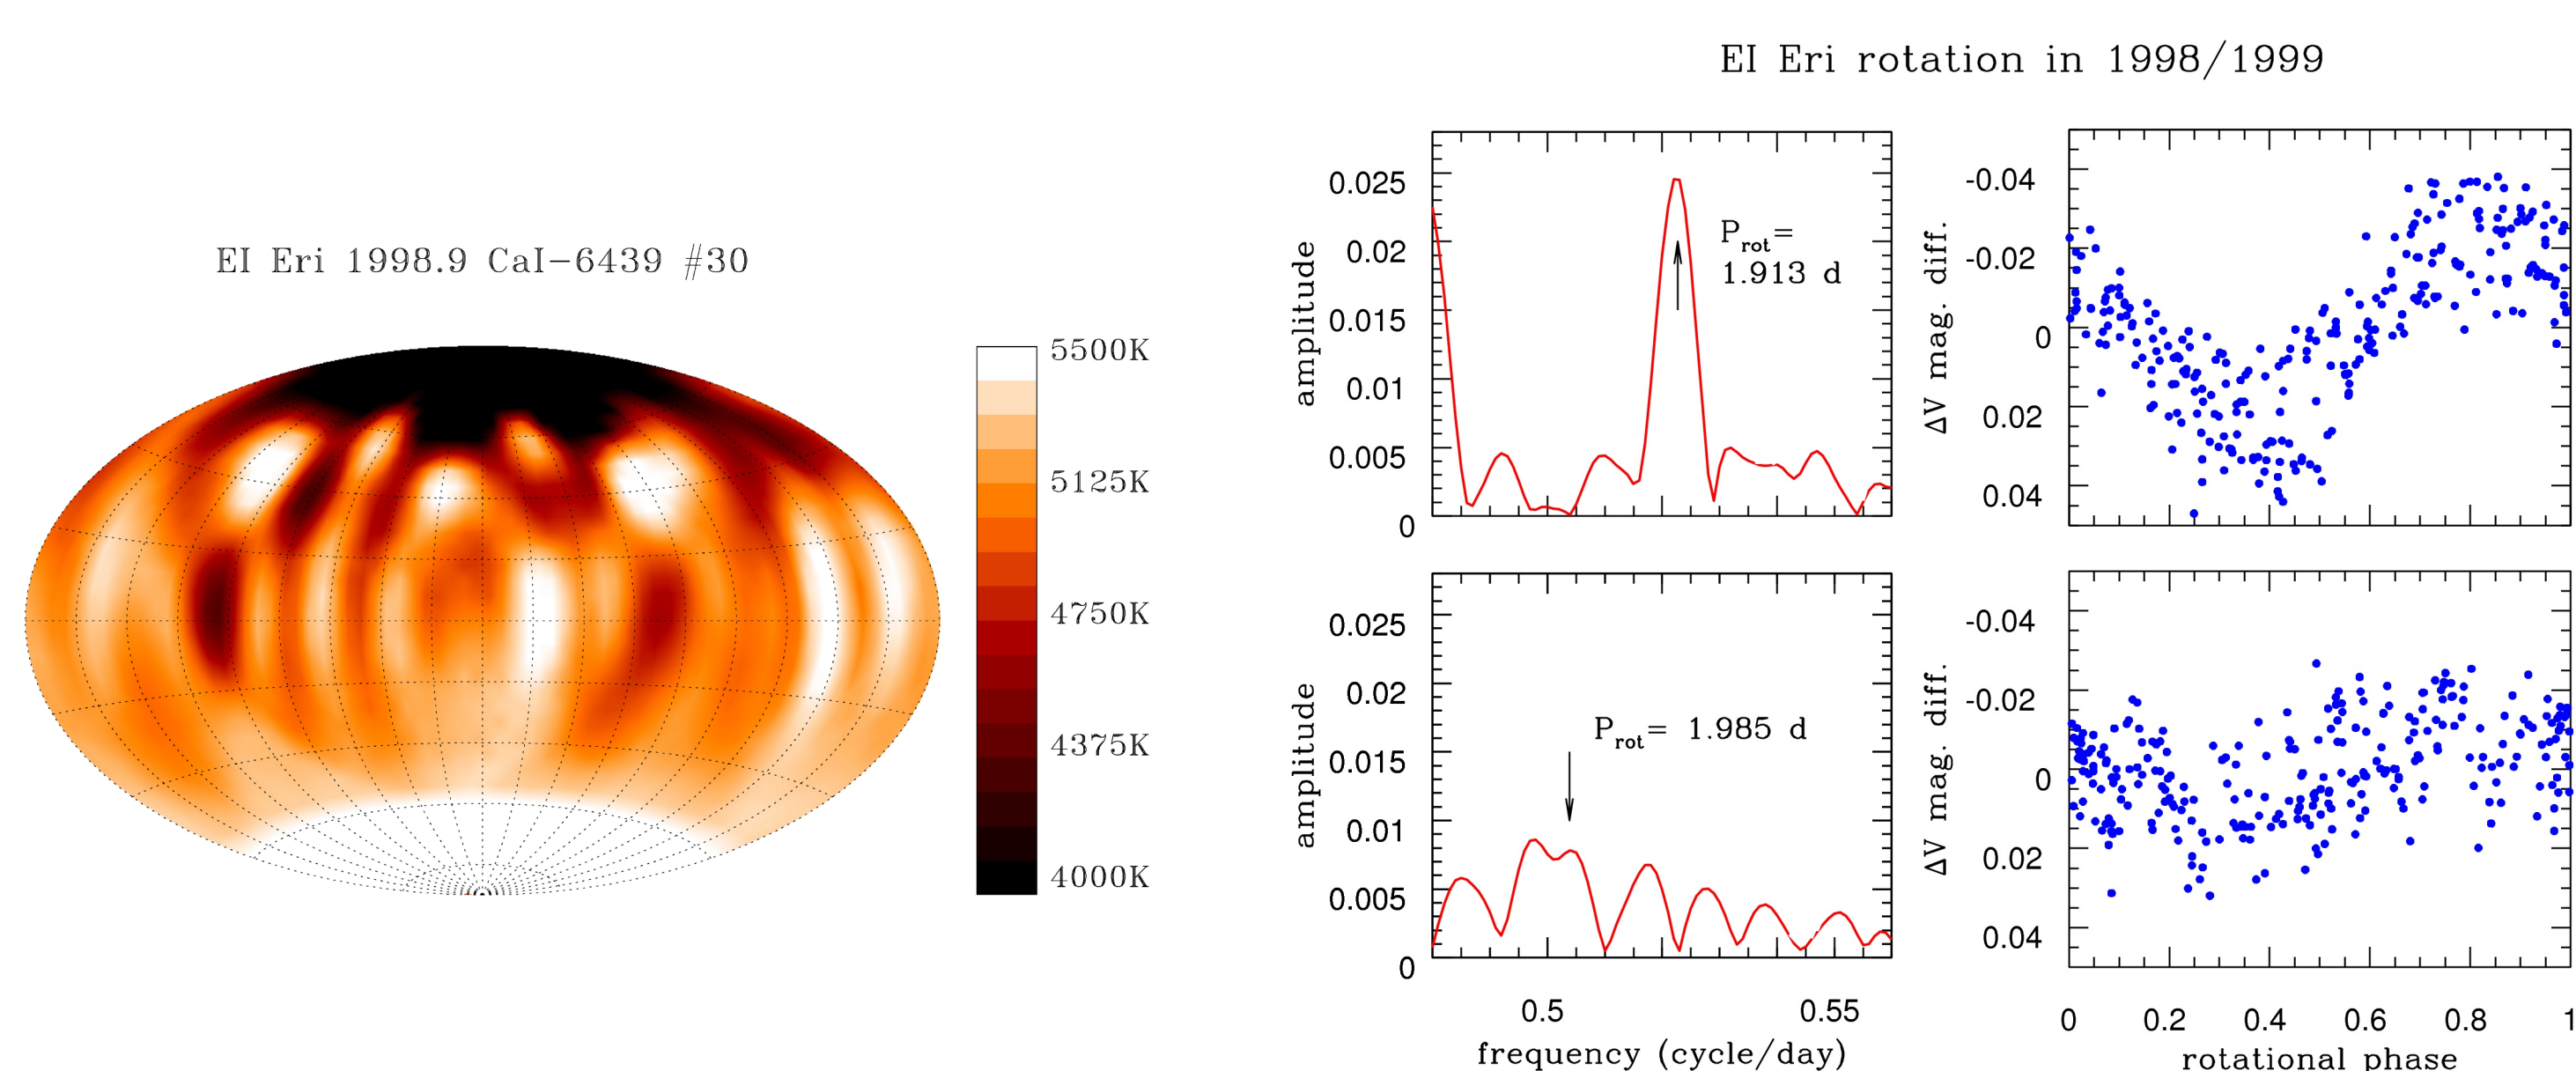 EI Eri rotation in 1998/1999
EI Eri 1998.9 CaI-6439 #30
5500K
5125K
4750K
4375K
4000K
amplitude
0.025
0.02
0.015
0.01
0.005
0
Prot=
1.913 d
ΔV mag. diff.
-0.04
-0.02
0
0.02
0.04
amplitude
0.025
0.02
0.015
0.01
0.005
0
Prot= 1.985 d
0.5
0.55
frequency (cycle/day)
ΔV mag. diff.
-0.04
-0.02
0
0.02
0.04
0 0.2 0.4 0.6 0.8 1
rotational phase